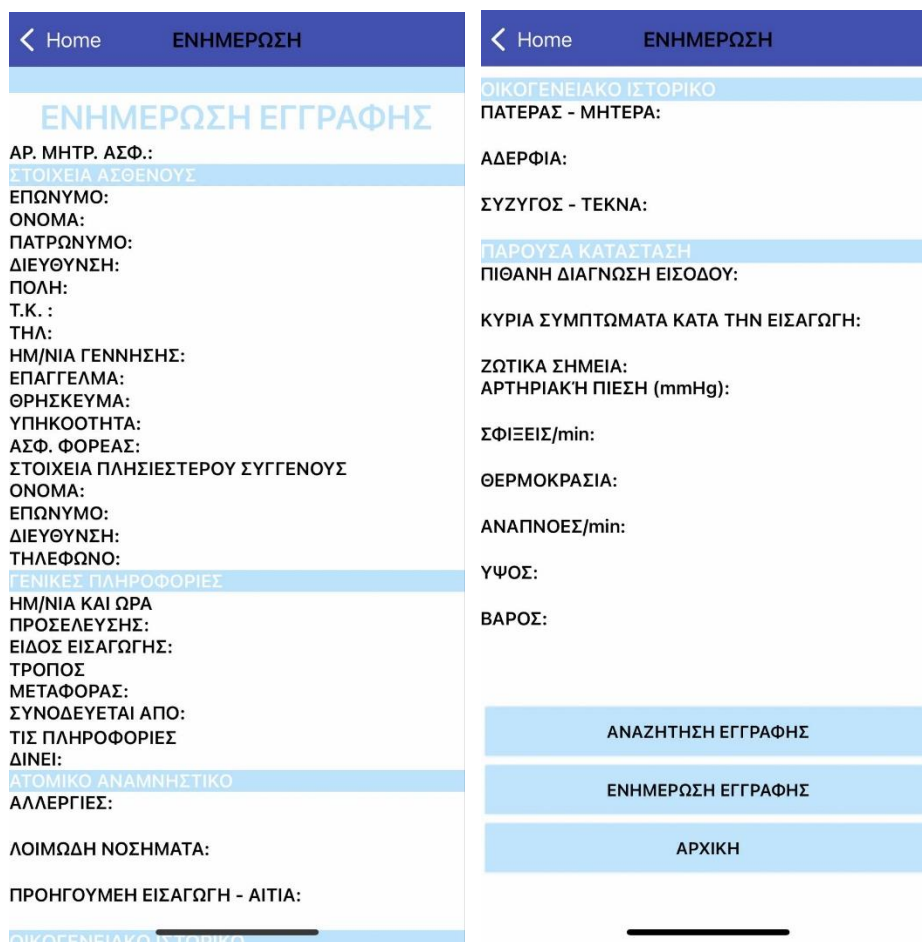 Home ΕΝΗΜΕΡΩΣΗ
ΕΝΗΜΕΡΩΣΗ ΕΓΓΡΑΦΗΣ
ΑΡ. ΜΗΤΡ. ΑΣΦ.:
ΣΤΟΙΧΕΙΑ ΑΣΘΕΝΟΥΣ
ΕΠΩΝΥΜΟ:
ΟΝΟΜΑ:
ΠΑΤΡΩΝΥΜΟ:
ΔΙΕΥΘΥΝΣΗ:
ΠΟΛΗ:
Τ.Κ. :
ΤΗΛ:
ΗΜ/ΝΙΑ ΓΕΝΝΗΣΗΣ:
ΕΠΑΓΓΕΛΜΑ:
ΘΡΗΣΚΕΥΜΑ:
ΥΠΗΚΟΟΤΗΤΑ:
ΑΣΦ. ΦΟΡΕΑΣ:
ΣΤΟΙΧΕΙΑ ΠΛΗΣΙΕΣΤΕΡΟΥ ΣΥΓΓΕΝΟΥΣ
ΟΝΟΜΑ:
ΕΠΩΝΥΜΟ:
ΔΙΕΥΘΥΝΣΗ:
ΤΗΛΕΦΩΝΟ:
ΓΕΝΙΚΕΣ ΠΛΗΡΟΦΟΡΙΕΣ
ΗΜ/ΝΙΑ ΚΑΙ ΩΡΑ
ΠΡΟΣΕΛΕΥΣΗΣ:
ΕΙΔΟΣ ΕΙΣΑΓΩΓΗΣ:
ΤΡΟΠΟΣ
ΜΕΤΑΦΟΡΑΣ:
ΣΥΝΟΔΕΥΕΤΑΙ ΑΠΟ:
ΤΙΣ ΠΛΗΡΟΦΟΡΙΕΣ
ΔΙΝΕΙ:
ΑΤΟΜΙΚΟ ΑΝΑΜΝΗΣΤΙΚΟ
ΑΛΛΕΡΓΙΕΣ:
ΛΟΙΜΩΔΗ ΝΟΣΗΜΑΤΑ:
ΠΡΟΗΓΟΥΜΕΗ ΕΙΣΑΓΩΓΗ - ΑΙΤΙΑ:
ΟΙΚΟΓΕΝΕΙΑΚΟ ΙΣΤΟΡΙΚΟ
Home ΕΝΗΜΕΡΩΣΗ
ΟΙΚΟΓΕΝΕΙΑΚΟ ΙΣΤΟΡΙΚΟ
ΠΑΤΕΡΑΣ - ΜΗΤΕΡΑ:
ΑΔΕΡΦΙΑ:
ΣΥΖΥΓΟΣ - ΤΕΚΝΑ:
ΠΑΡΟΥΣΑ ΚΑΤΑΣΤΑΣΗ
ΠΙΘΑΝΗ ΔΙΑΓΝΩΣΗ ΕΙΣΟΔΟΥ:
ΚΥΡΙΑ ΣΥΜΠΤΩΜΑΤΑ ΚΑΤΑ ΤΗΝ ΕΙΣΑΓΩΓΗ:
ΖΩΤΙΚΑ ΣΗΜΕΙΑ:
ΑΡΤΗΡΙΑΚΉ ΠΙΕΣΗ (mmHg):
ΣΦΙΞΕΙΣ/min:
ΘΕΡΜΟΚΡΑΣΙΑ:
ΑΝΑΠΝΟΕΣ/min:
ΥΨΟΣ:
ΒΑΡΟΣ:
ΑΝΑΖΗΤΗΣΗ ΕΓΓΡΑΦΗΣ
ΕΝΗΜΕΡΩΣΗ ΕΓΓΡΑΦΗΣ
ΑΡΧΙΚΗ